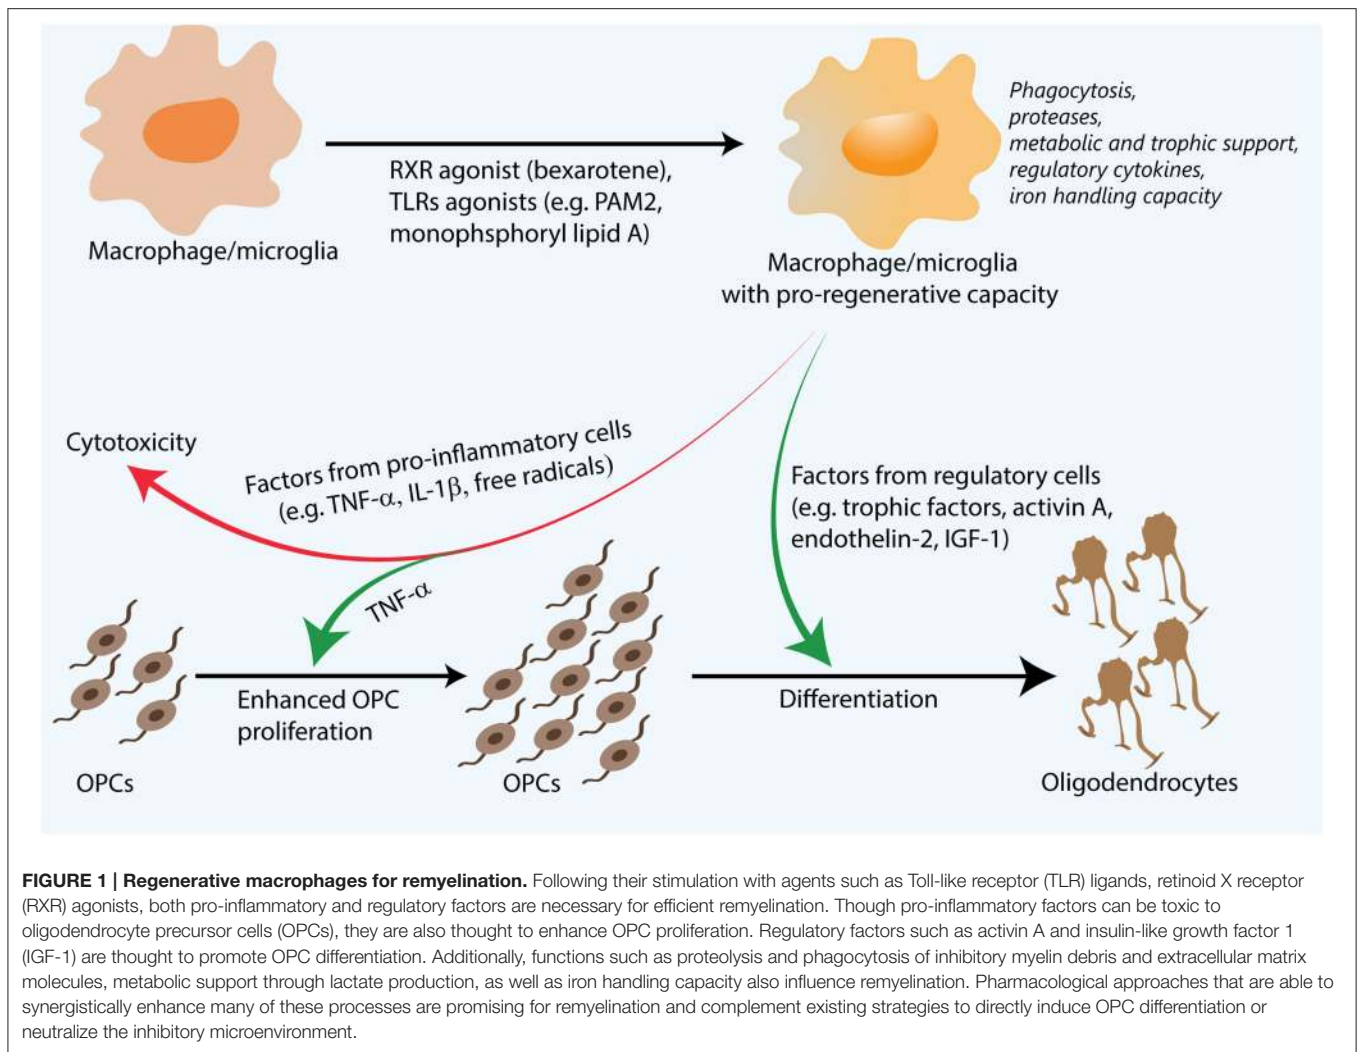 Phagocytosis,
proteases,
metabolic and trophic support,
regulatory cytokines,
iron handling capacity
RXR agonist (bexarotene),
TLRs agonists (e.g. PAM2,
monophsphoryl lipid A)
Macrophage/microglia
Macrophage/microglia
with pro-regenerative capacity
Cytotoxicity
Factors from pro-inflammatory cells
(e.g. TNF-α, IL-1β, free radicals)
Factors from regulatory cells
(e.g. trophic factors, activin A,
endothelin-2, IGF-1)
TNF-α
Enhanced OPC
proliferation
Differentiation
OPCs
OPCs
Oligodendrocytes
FIGURE 1 | Regenerative macrophages for remyelination. Following their stimulation with agents such as Toll-like receptor (TLR) ligands, retinoid X receptor
(RXR) agonists, both pro-inflammatory and regulatory factors are necessary for efficient remyelination. Though pro-inflammatory factors can be toxic to
oligodendrocyte precursor cells (OPCs), they are also thought to enhance OPC proliferation. Regulatory factors such as activin A and insulin-like growth factor 1
(IGF-1) are thought to promote OPC differentiation. Additionally, functions such as proteolysis and phagocytosis of inhibitory myelin debris and extracellular matrix
molecules, metabolic support through lactate production, as well as iron handling capacity also influence remyelination. Pharmacological approaches that are able to
synergistically enhance many of these processes are promising for remyelination and complement existing strategies to directly induce OPC differentiation or
neutralize the inhibitory microenvironment.